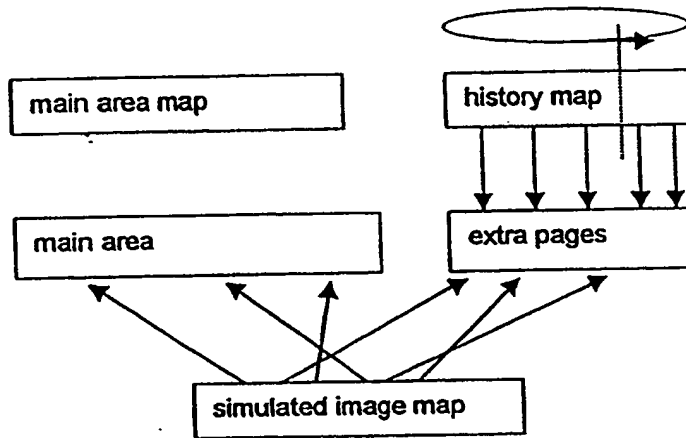 main area map
history map
main area
extra pages
simulated image map